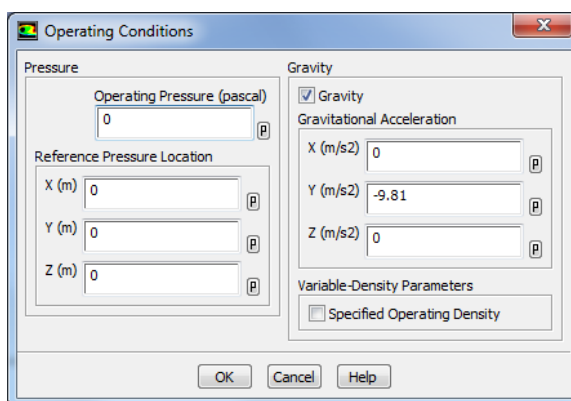 Operating Conditions
Pressure
Operating Pressure (pascal)
0
P
Reference Pressure Location
X (m) 0
P
Y (m) 0
P
Z (m) 0
P
Gravity
Gravity
Gravitational Acceleration
X (m/s2) 0
P
Y (m/s2) -9.81
P
Z (m/s2) 0
P
Variable-Density Parameters
Specified Operating Density
OK Cancel Help